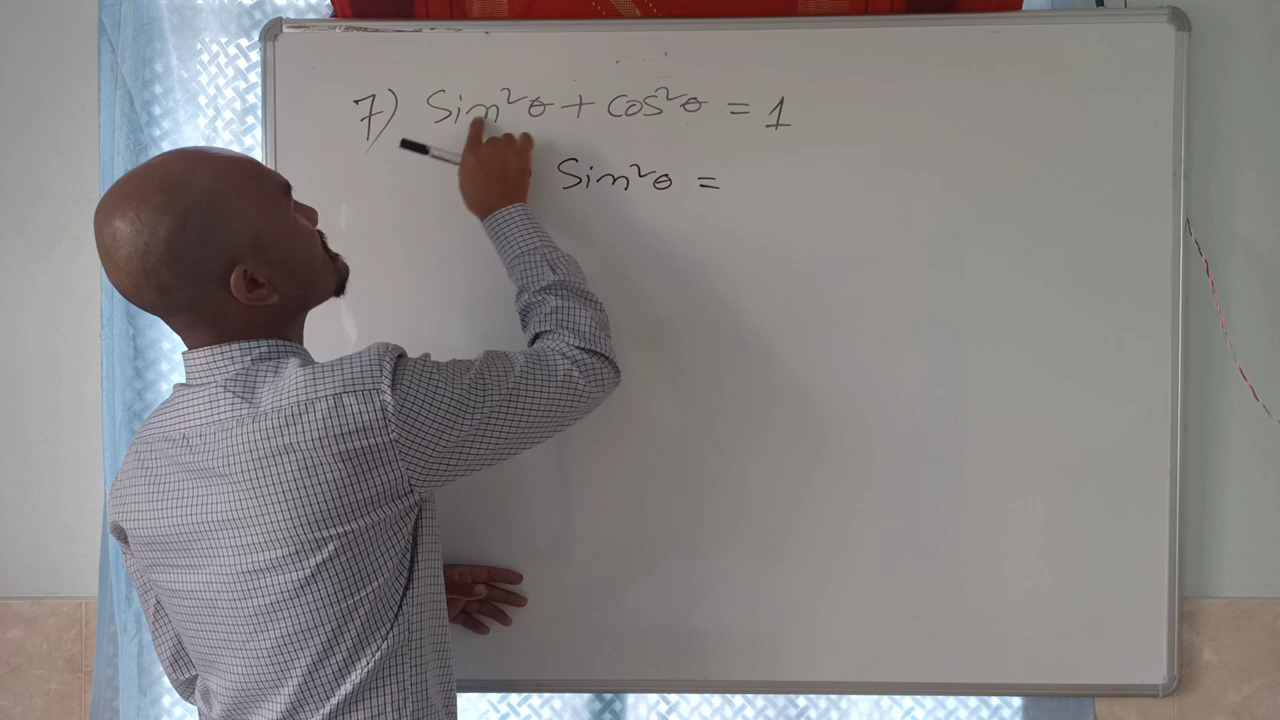 7) Sin²θ + Cos²θ = 1
Sin²θ =